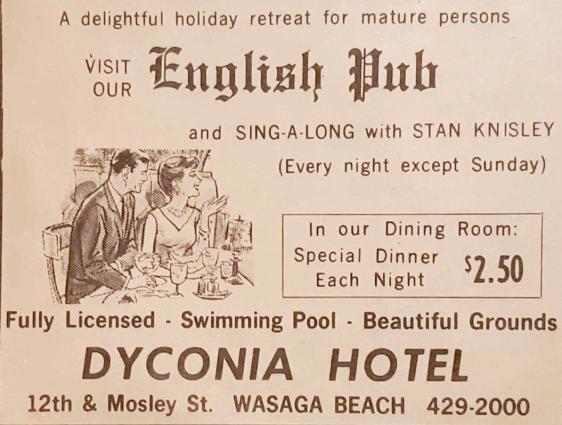 A delightful holiday retreat for mature persons
VISIT OUR English Pub
and SING-A-LONG with STAN KNISLEY
(Every night except Sunday)
In our Dining Room:
Special Dinner
Each Night $2.50
Fully Licensed - Swimming Pool - Beautiful Grounds
DYCONIA HOTEL
12th & Mosley St. WASAGA BEACH 429-2000